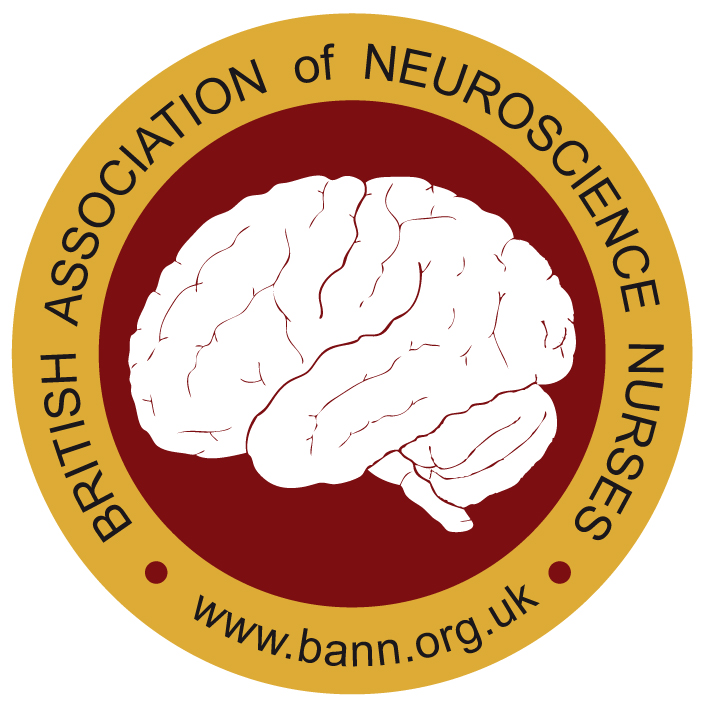 BRITISH ASSOCIATION of NEUROSCIENCE NURSES
www.bann.org.uk